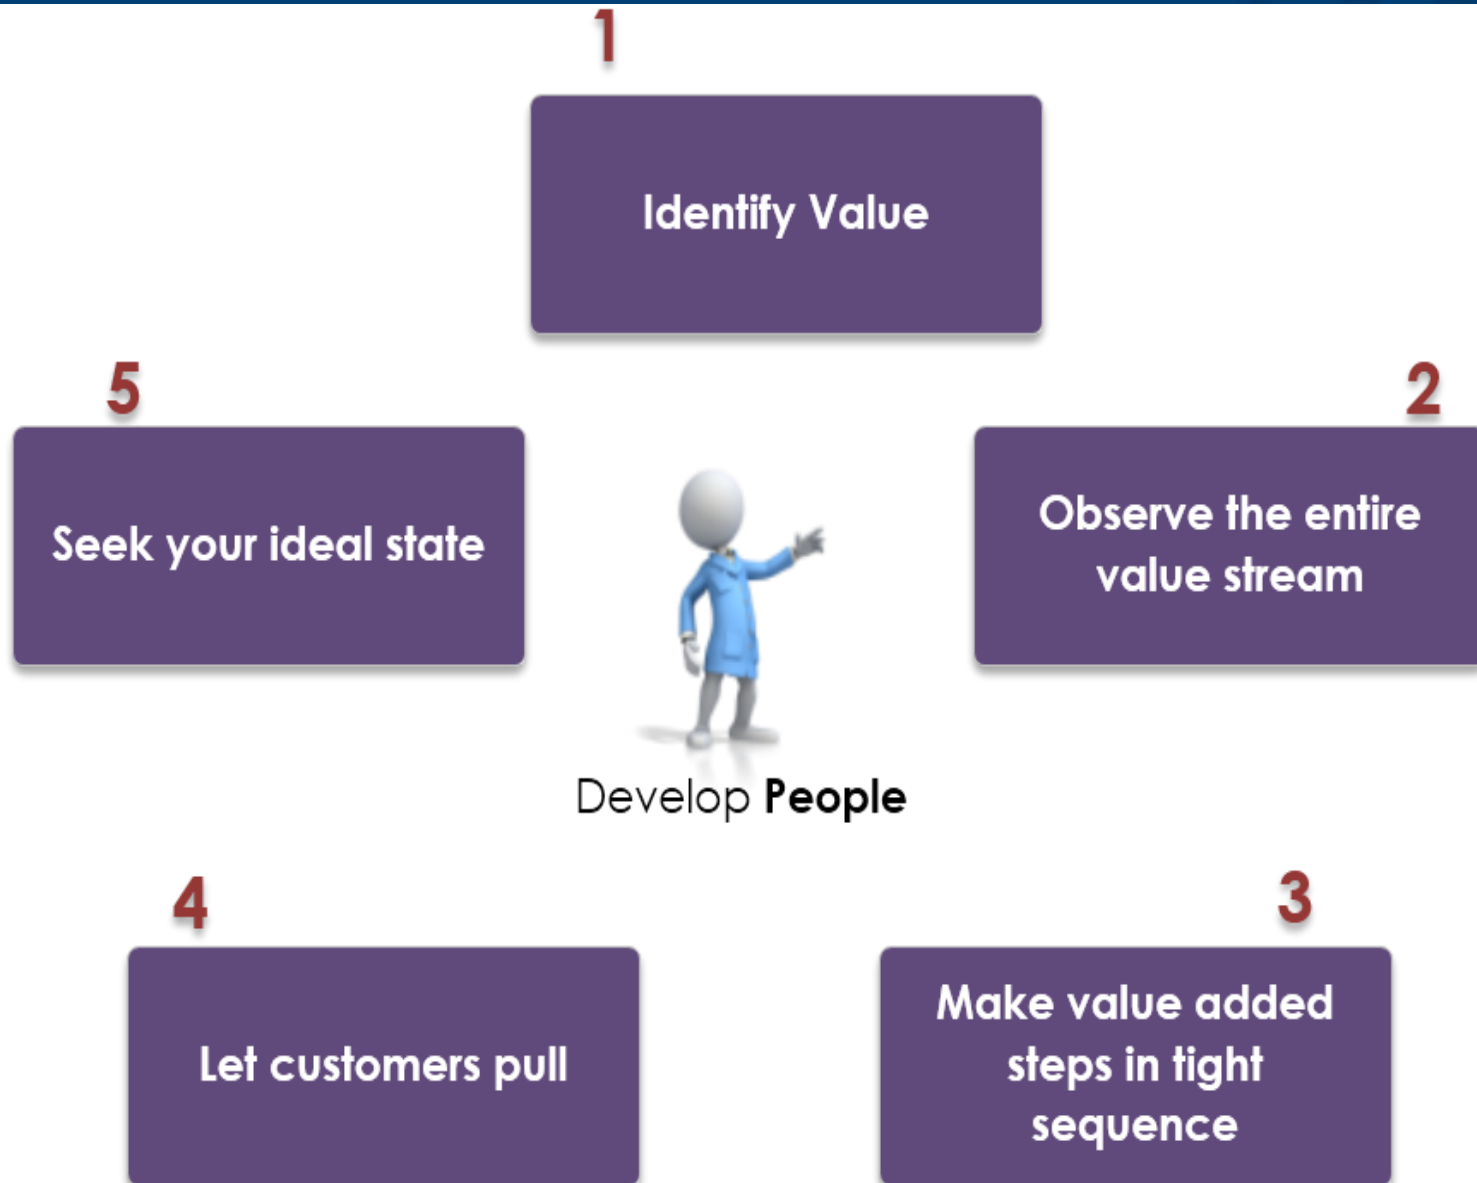 1
Identify Value
2
Observe the entire
value stream
3
Make value added
steps in tight
sequence
4
Let customers pull
5
Seek your ideal state
Develop People